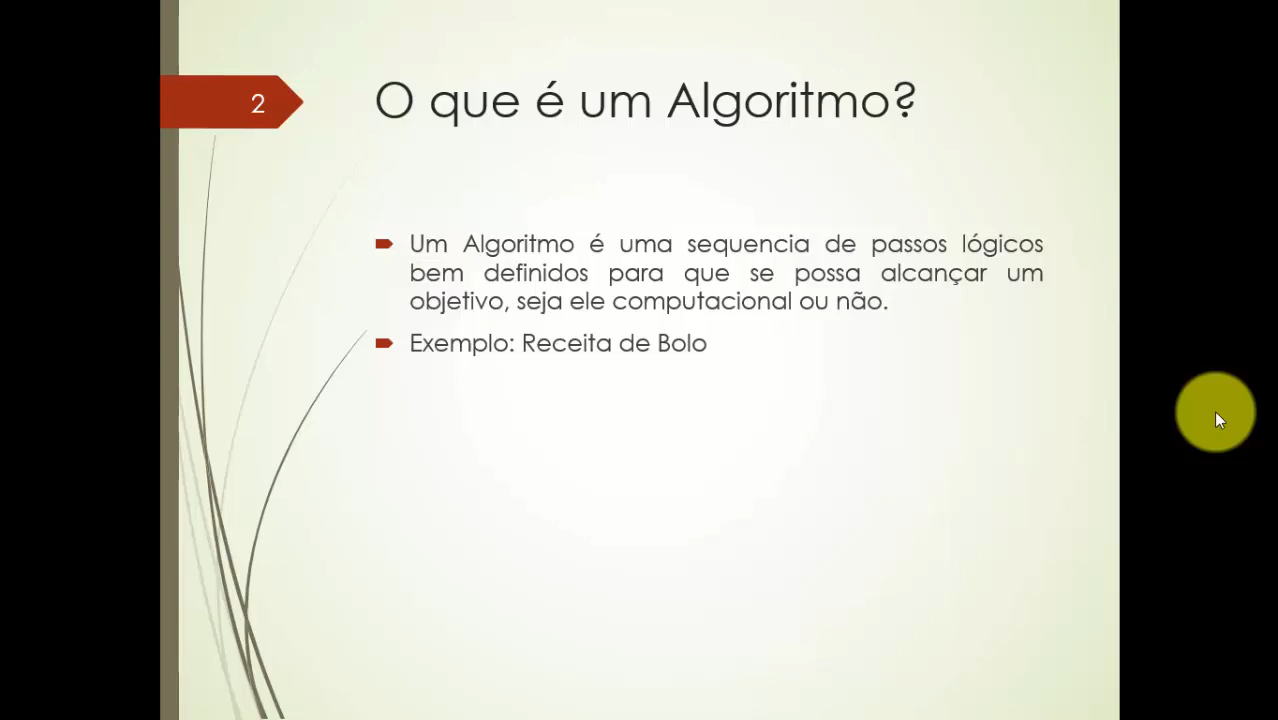 2
O que é um Algoritmo?
Um Algoritmo é uma sequencia de passos lógicos
bem definidos para que se possa alcançar um
objetivo, seja ele computacional ou não.
Exemplo: Receita de Bolo